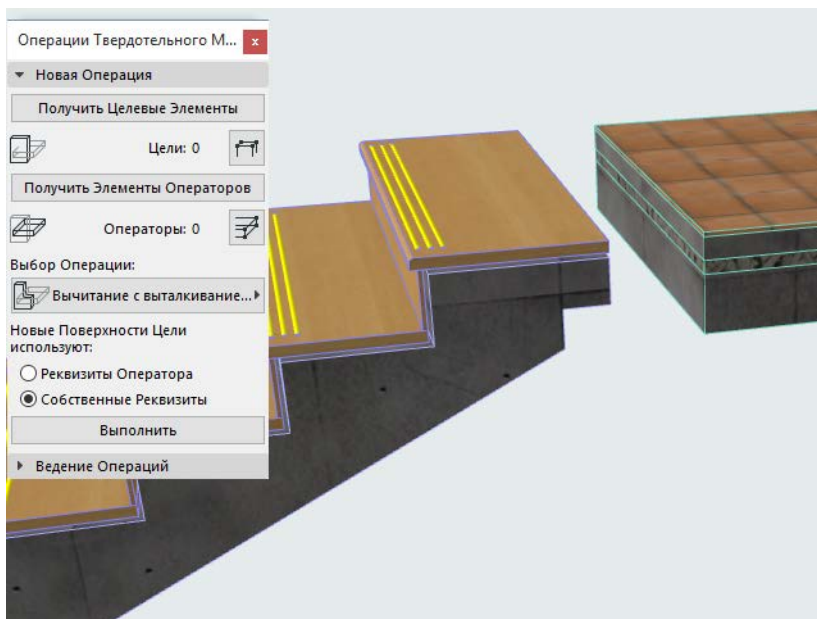 Операции Твердотельного М...
Новая Операция
Получить Целевые Элементы
Цели: 0
Получить Элементы Операторов
Операторы: 0
Выбор Операции:
Вычитание с выталкивание...
Новые Поверхности Цели
используют:
Реквизиты Оператора
Собственные Реквизиты
Выполнить
Ведение Операций